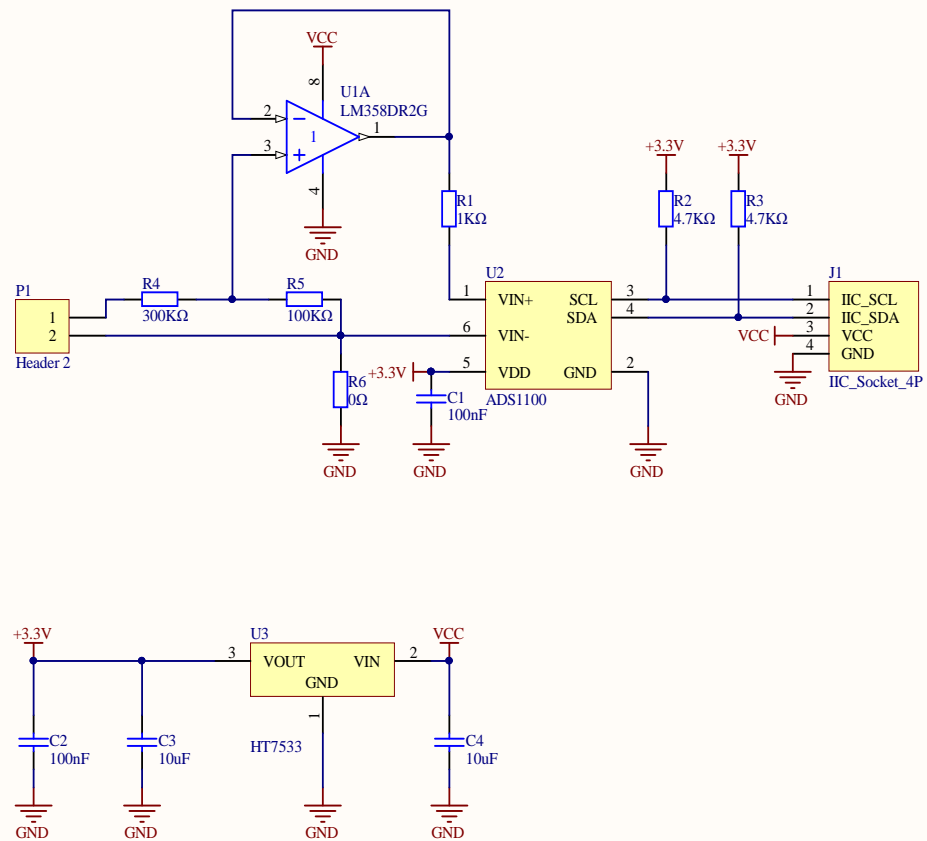 VCC
8
U1A
LM358DR2G
2
1
1
3
4
GND
+3.3V
+3.3V
R1
1KΩ
R2
4.7KΩ
R3
4.7KΩ
P1
1
2
Header 2
R4
300KΩ
R5
100KΩ
R6
0Ω
U2
1
VIN+
SCL
3
SDA
4
6
VIN-
5
VDD
GND
2
ADS1100
+3.3V
C1
100nF
J1
1
IIC_SCL
2
IIC_SDA
VCC
3
VCC
4
GND
GND
IIC_Socket_4P
GND
GND
GND
+3.3V
U3
VCC
3
VOUT
VIN
2
GND
1
HT7533
C2
100nF
C3
10uF
C4
10uF
GND
GND
GND
GND